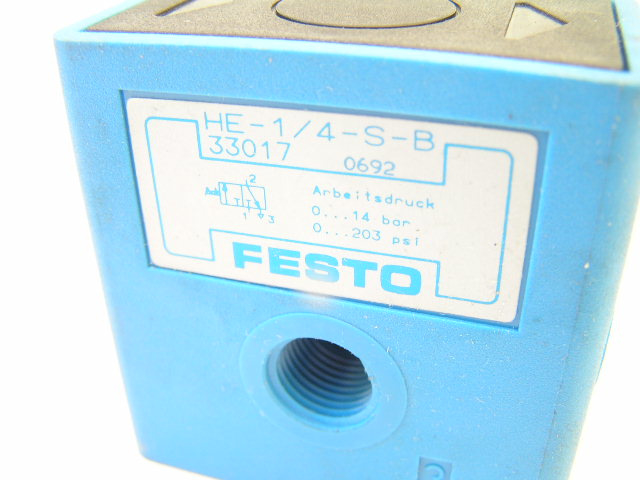 HE-1/4-S-B
33017 0692
2
1 3
Arbeitsdruck
0...14 bar
0...203 psi
FESTO